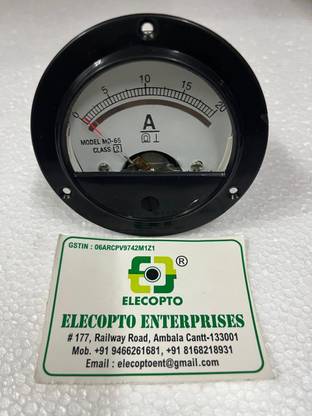 0 5 10 15 20
A
MODEL MO-65
CLASS 2
GSTIN : 06ARCPV9742M1Z1
®
ELECOPTO
ELECOPTO ENTERPRISES
# 177, Railway Road, Ambala Cantt-133001
Mob. +91 9466261681, +91 8168218931
Email : elecoptoent@gmail.com